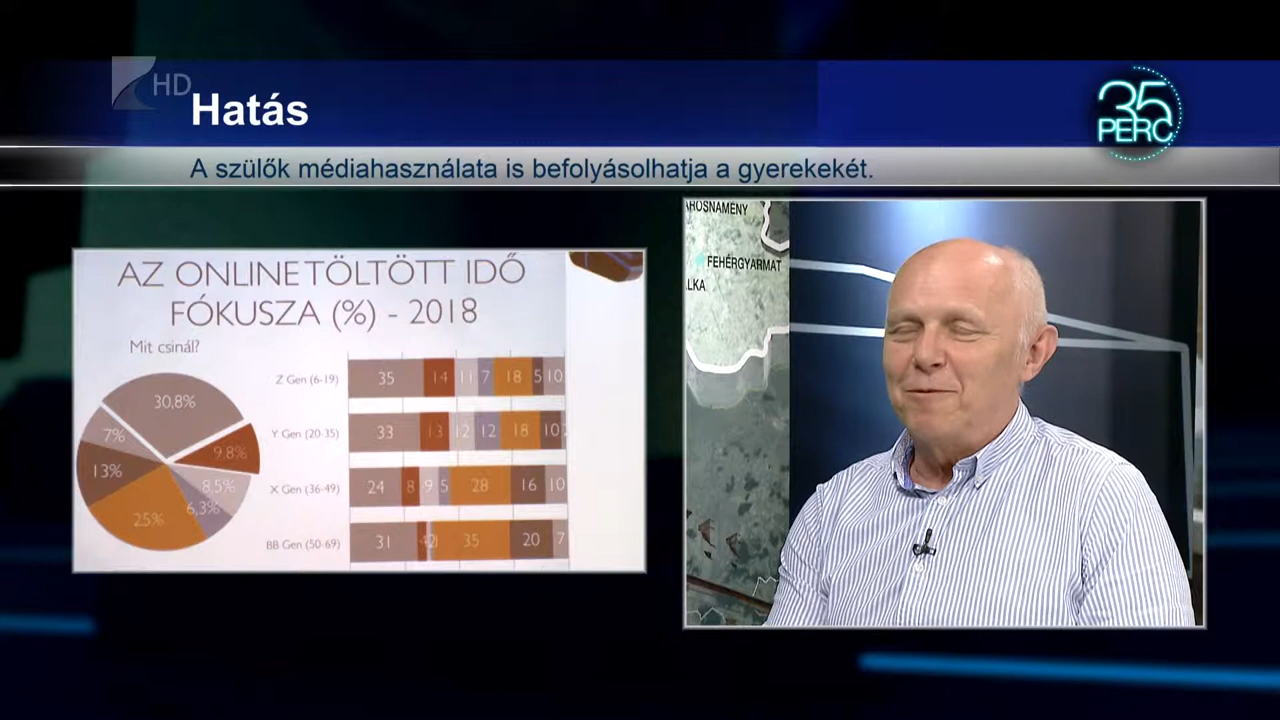 HD
Hatás
35
PERC
A szülők médiahasználata is befolyásolhatja a gyerekekét.
AZ ONLINE TÖLTÖTT IDŐ
FÓKUSZA (%) - 2018
Mit csinál?
30,8%
9,8%
8,5%
6,3%
25%
13%
7%
Z Gen (6-19) 35 14 11 7 18 5 10
Y Gen (20-35) 33 13 12 12 18 10
X Gen (36-49) 24 8 9 5 28 16 10
BB Gen (50-69) 31 35 20 7
ÁROSNAMÉNY
FEHÉRGYARMAT
LKA